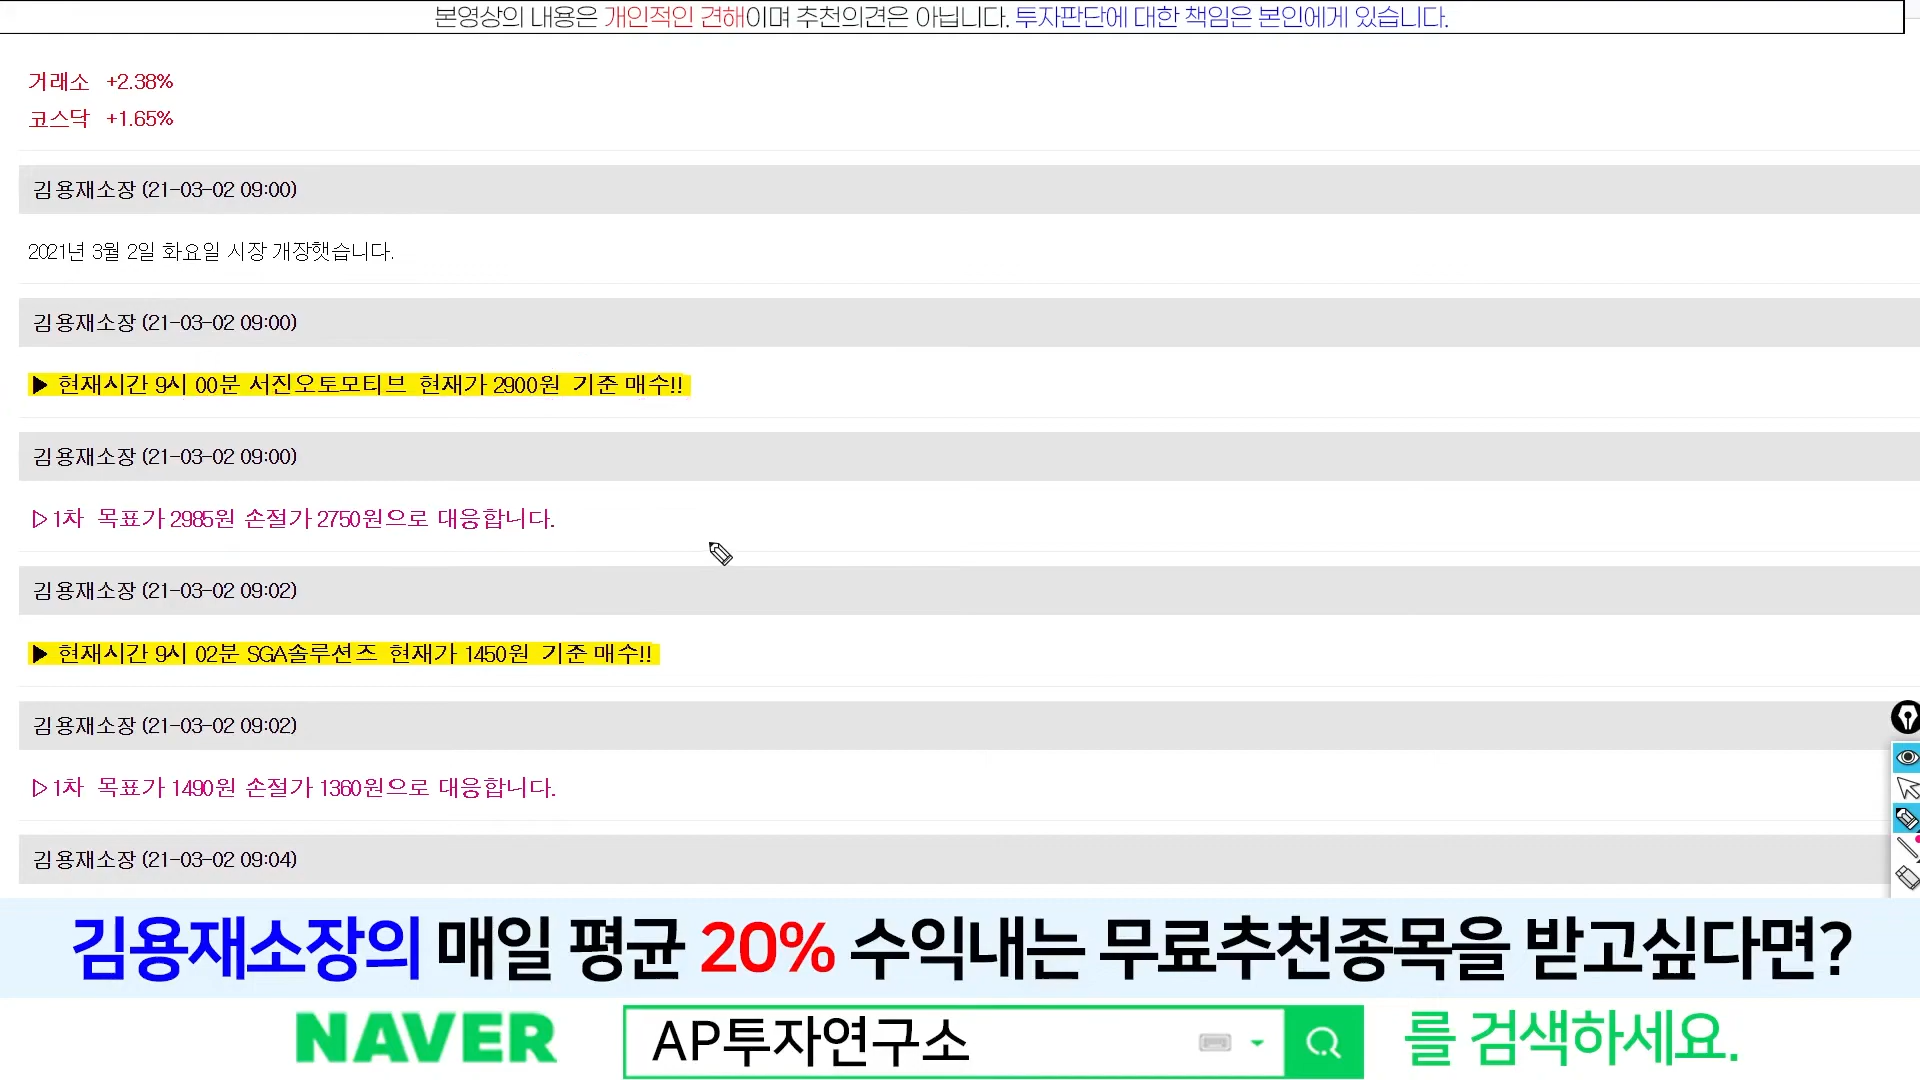 본영상의 내용은 개인적인 견해이며 추천의견은 아닙니다. 투자판단에 대한 책임은 본인에게 있습니다.
거래소 +2.38%
코스닥 +1.65%
김용재소장 (21-03-02 09:00)
2021년 3월 2일 화요일 시장 개장햇습니다.
김용재소장 (21-03-02 09:00)
▶ 현재시간 9시 00분 서진오토모티브 현재가 2900원 기준 매수!!
김용재소장 (21-03-02 09:00)
▷1차 목표가 2985원 손절가 2750원으로 대응합니다.
김용재소장 (21-03-02 09:02)
▶ 현재시간 9시 02분 SGA솔루션즈 현재가 1450원 기준 매수!!
김용재소장 (21-03-02 09:02)
▷1차 목표가 1490원 손절가 1360원으로 대응합니다.
김용재소장 (21-03-02 09:04)
김용재소장의 매일 평균 20% 수익내는 무료추천종목을 받고싶다면?
NAVER AP투자연구소 를 검색하세요.